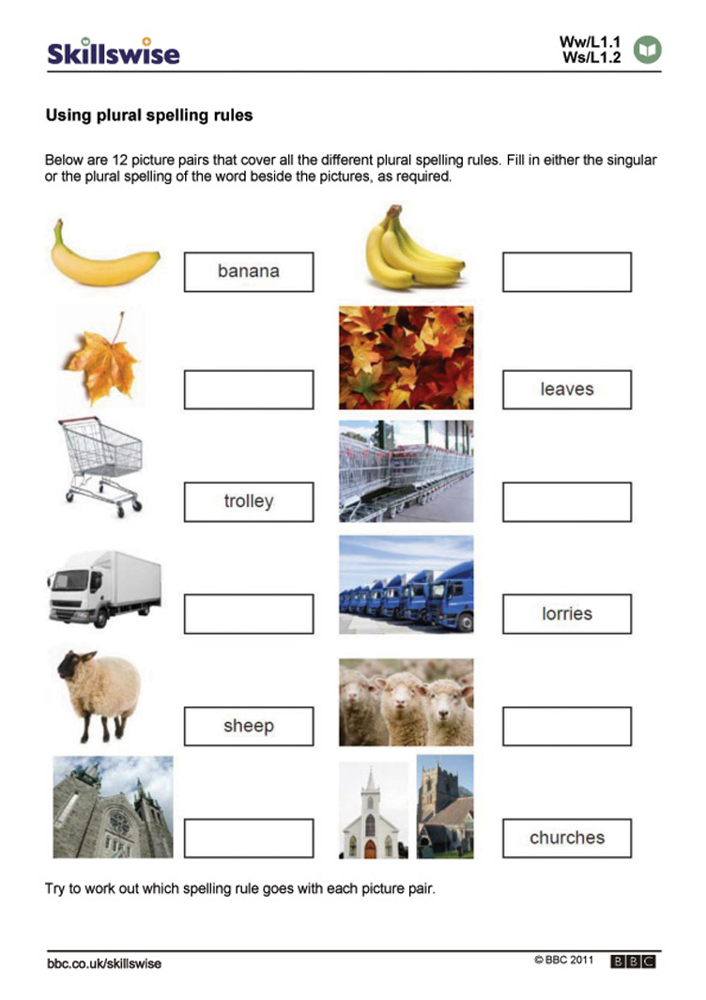 Skillswise
Ww/L1.1
Ws/L1.2
Using plural spelling rules
Below are 12 picture pairs that cover all the different plural spelling rules. Fill in either the singular
or the plural spelling of the word beside the pictures, as required.
banana
leaves
trolley
lorries
sheep
churches
Try to work out which spelling rule goes with each picture pair.
bbc.co.uk/skillswise
© BBC 2011
BBC